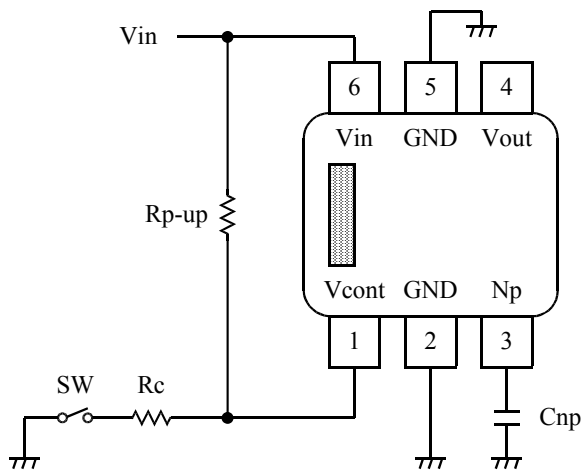 Vin
6 5 4
Vin GND Vout
Rp-up
Vcont GND Np
1 2 3
SW Rc
Cnp